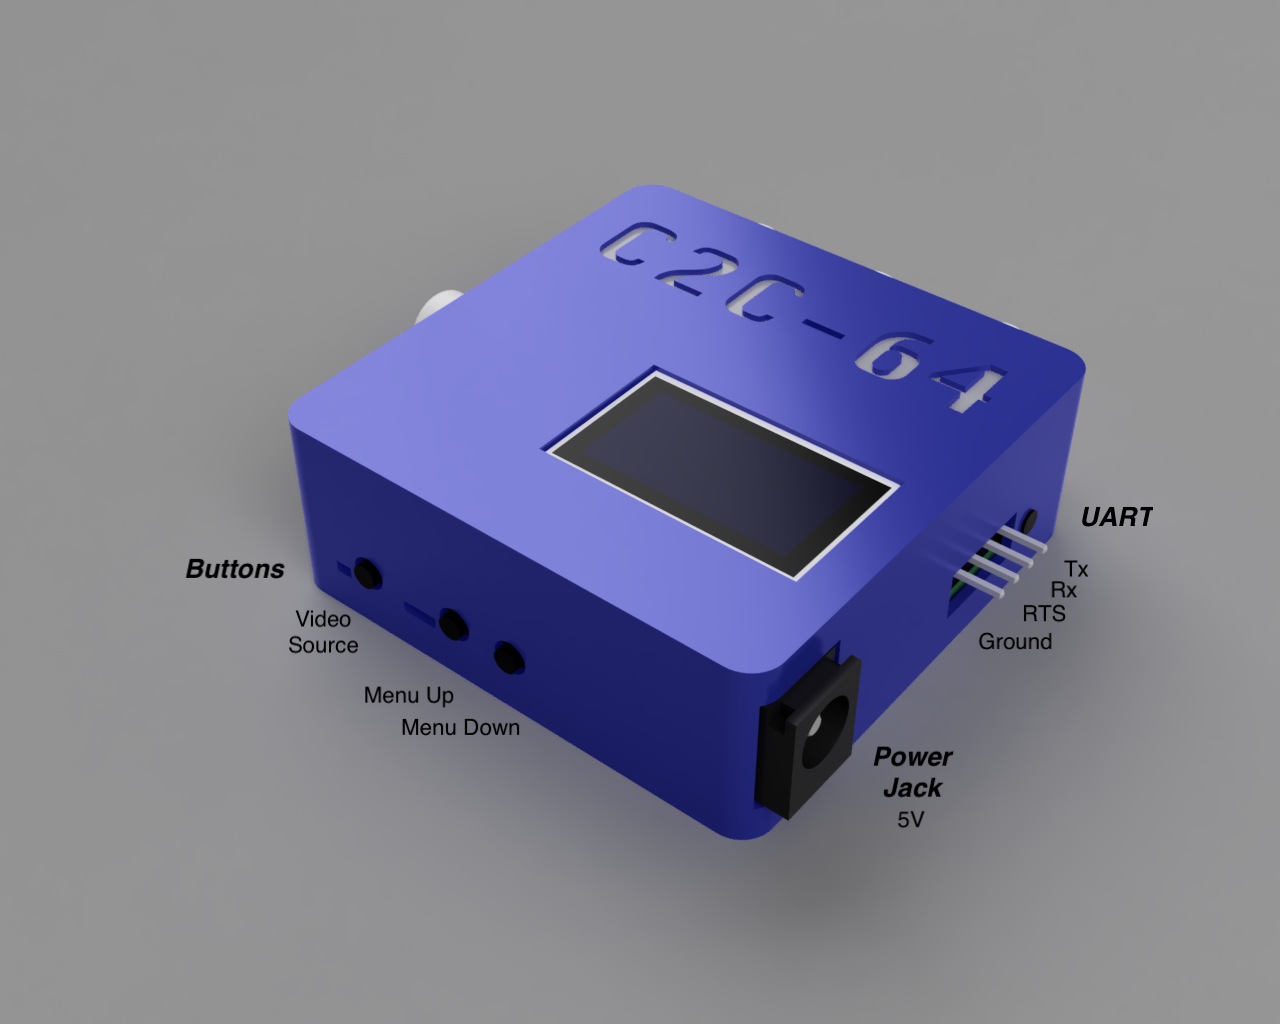 C2C-64
Buttons
Video
Source
Menu Up
Menu Down
UART
Tx
Rx
RTS
Ground
Power
Jack
5V